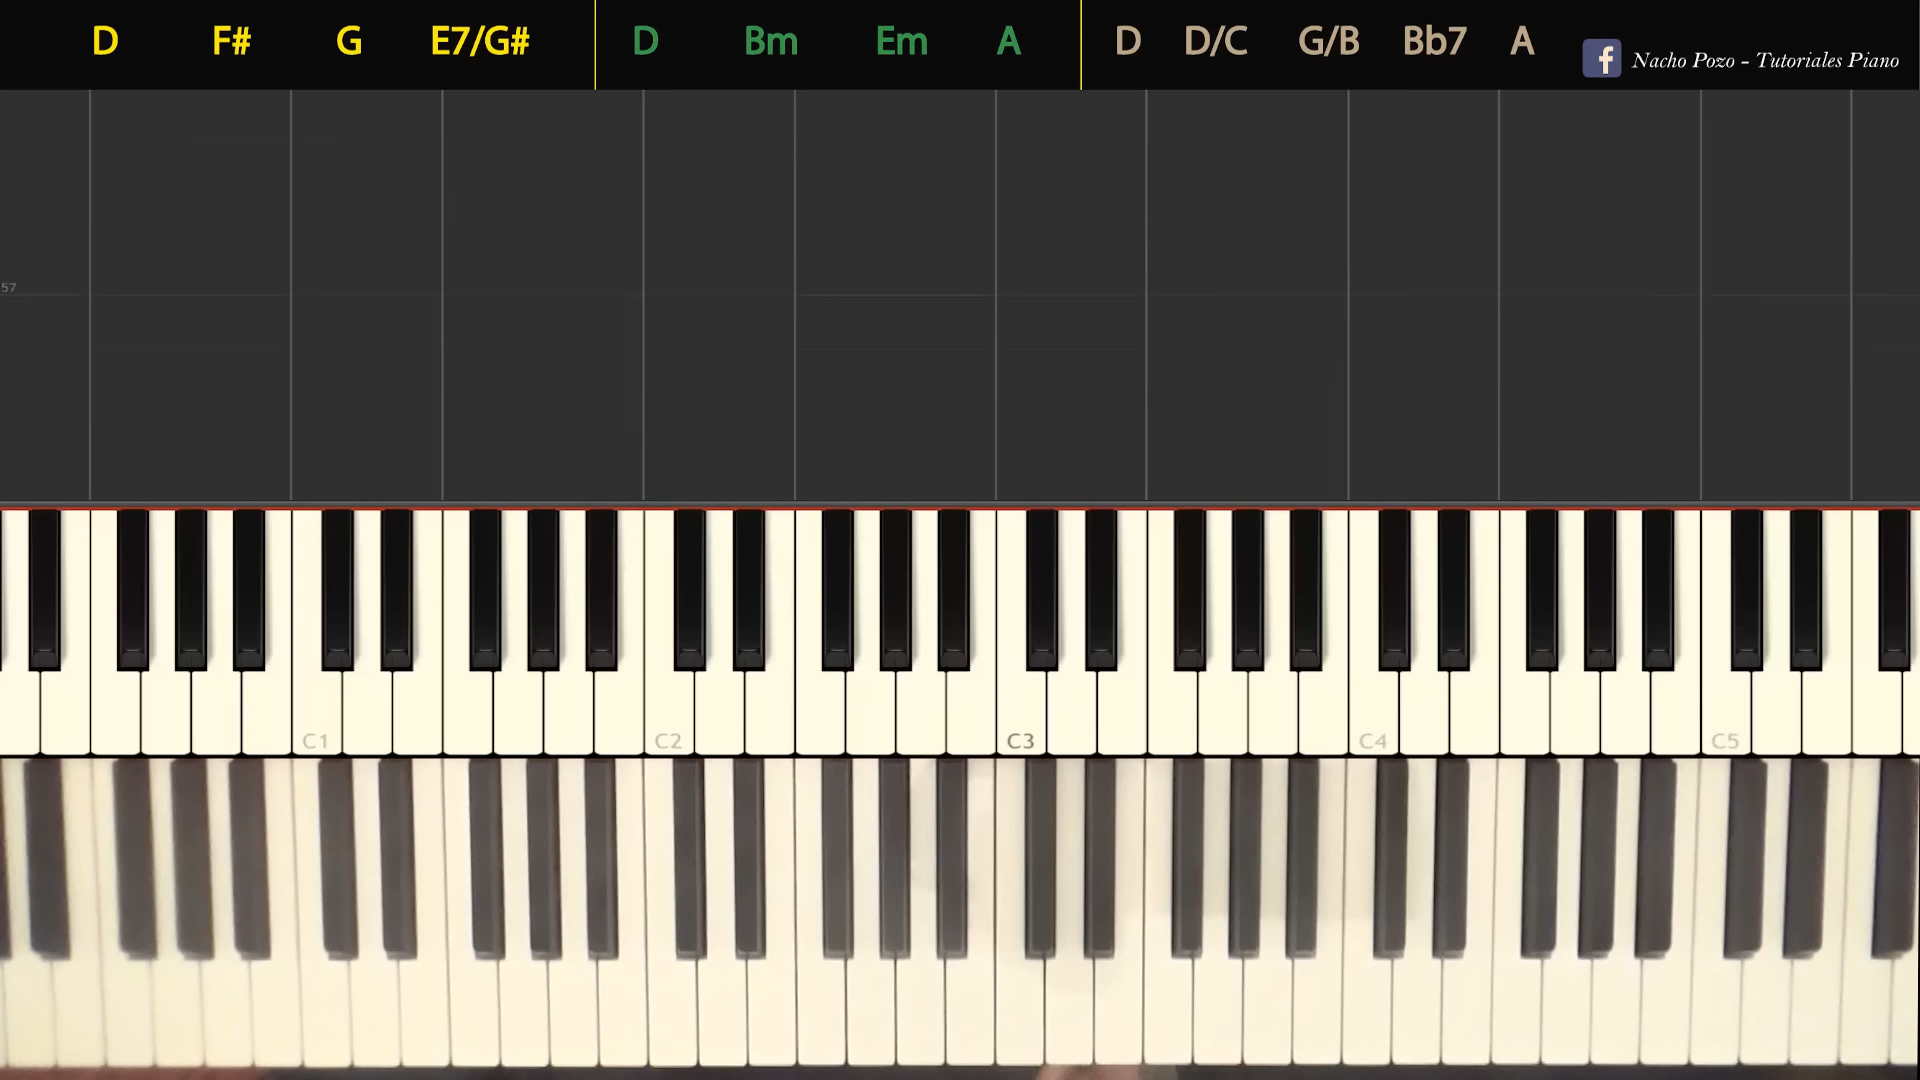 D F# G E7/G# D Bm Em A D D/C G/B Bb7 A
f Nacho Pozo - Tutoriales Piano
57
C1 C2 C3 C4 C5